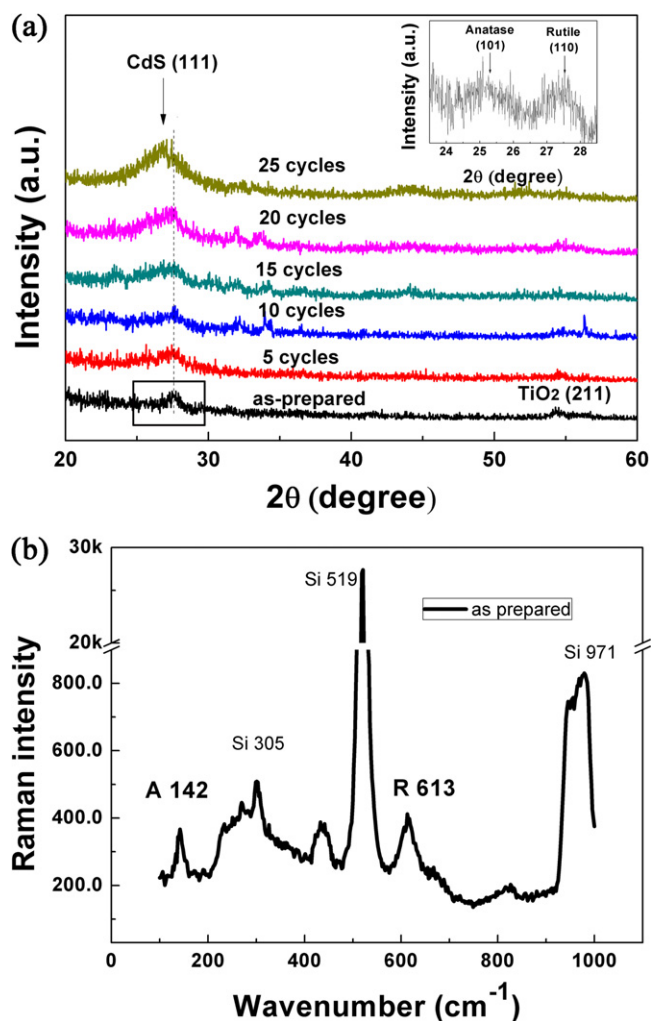 (a)
CdS (111)
Anatase
(101)
Rutile
(110)
Intensity (a.u.)
24 25 26 27 28
2θ (degree)
25 cycles
20 cycles
15 cycles
10 cycles
5 cycles
as-prepared
TiO2 (211)
Intensity (a.u.)
20 30 40 50 60
2θ (degree)
(b)
30k
20k
800.0
600.0
400.0
200.0
Raman intensity
Si 519
as prepared
Si 971
Si 305
A 142
R 613
0 200 400 600 800 1000
Wavenumber (cm⁻¹)